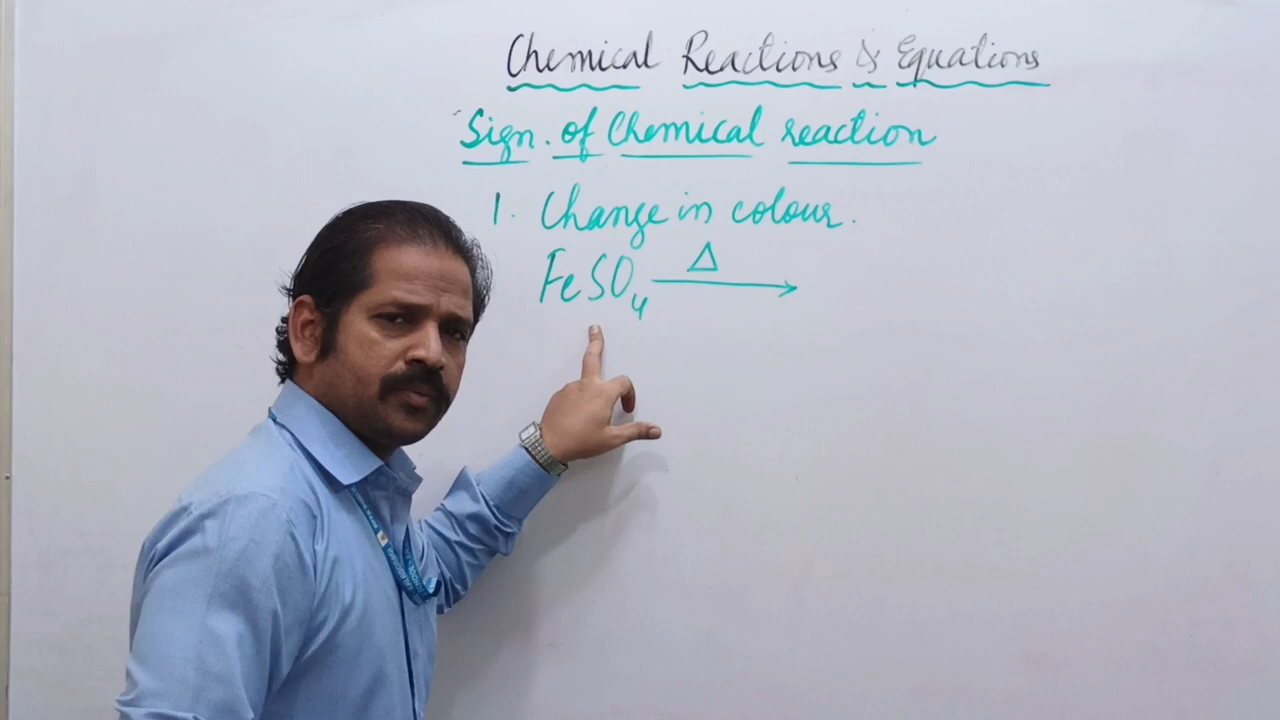 Chemical Reactions & Equations
Sign. of Chemical reaction
1. Change in colour.
FeSO₄ —Δ→